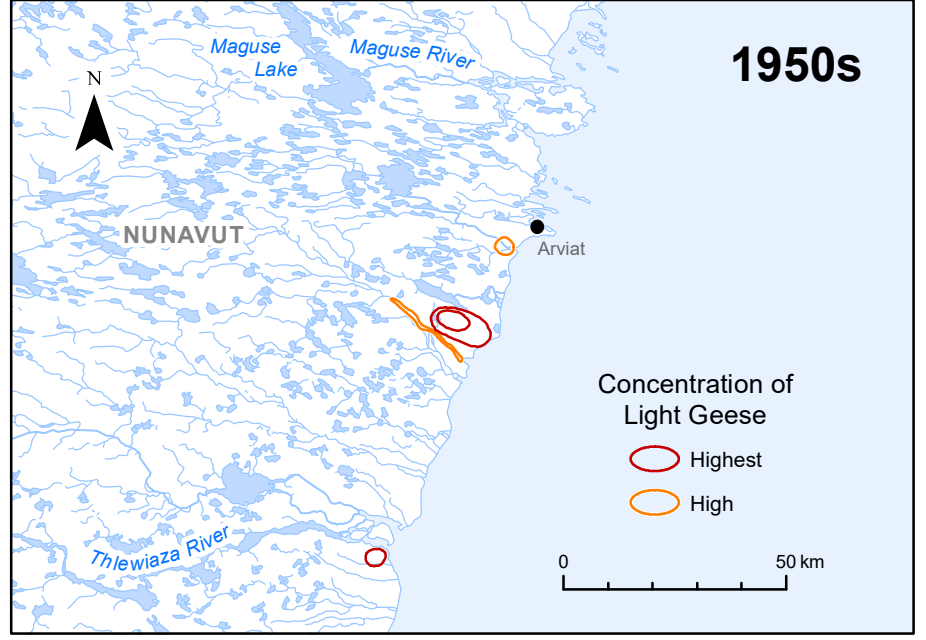 Maguse
Lake
Maguse River
1950s
N
NUNAVUT
Arviat
Concentration of
Light Geese
Highest
High
Thlewiaza River
0
50 km